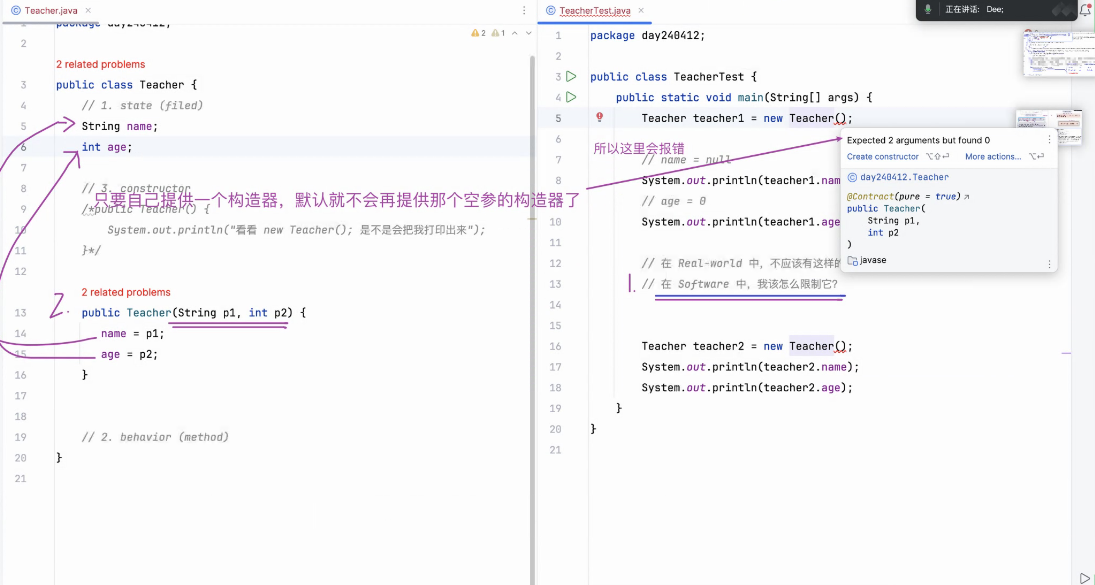 Teacher.java
TeacherTest.java
正在讲话: Dee;
2 1
package day240412;
2
2 related problems
3 public class Teacher {
4 // 1. state (filed)
5 String name;
6 int age;
7
8 // 3. constructor
只要自己提供一个构造器，默认就不会再提供那个空参的构造器了
9 /*public Teacher() {
10 System.out.println("看看 new Teacher(); 是不是会把我打印出来");
11 }*/
12
2 related problems
13 public Teacher(String p1, int p2) {
14 name = p1;
15 age = p2;
16 }
17
18
19 // 2. behavior (method)
20 }
21
1 package day240412;
2
3 public class TeacherTest {
4 public static void main(String[] args) {
5 Teacher teacher1 = new Teacher();
6
所以这里会报错
7 // name = null
8 System.out.println(teacher1.nam
9 // age = 0
10 System.out.println(teacher1.age
11
12 // 在 Real-world 中，不应该有这样的
13 // 在 Software 中，我该怎么限制它?
1.
14
15
16 Teacher teacher2 = new Teacher();
17 System.out.println(teacher2.name);
18 System.out.println(teacher2.age);
19 }
20 }
21
Expected 2 arguments but found 0
Create constructor ⌥⇧⏎ More actions... ⌥⏎
day240412.Teacher
@Contract(pure = true)
public Teacher(
String p1,
int p2
)
javase